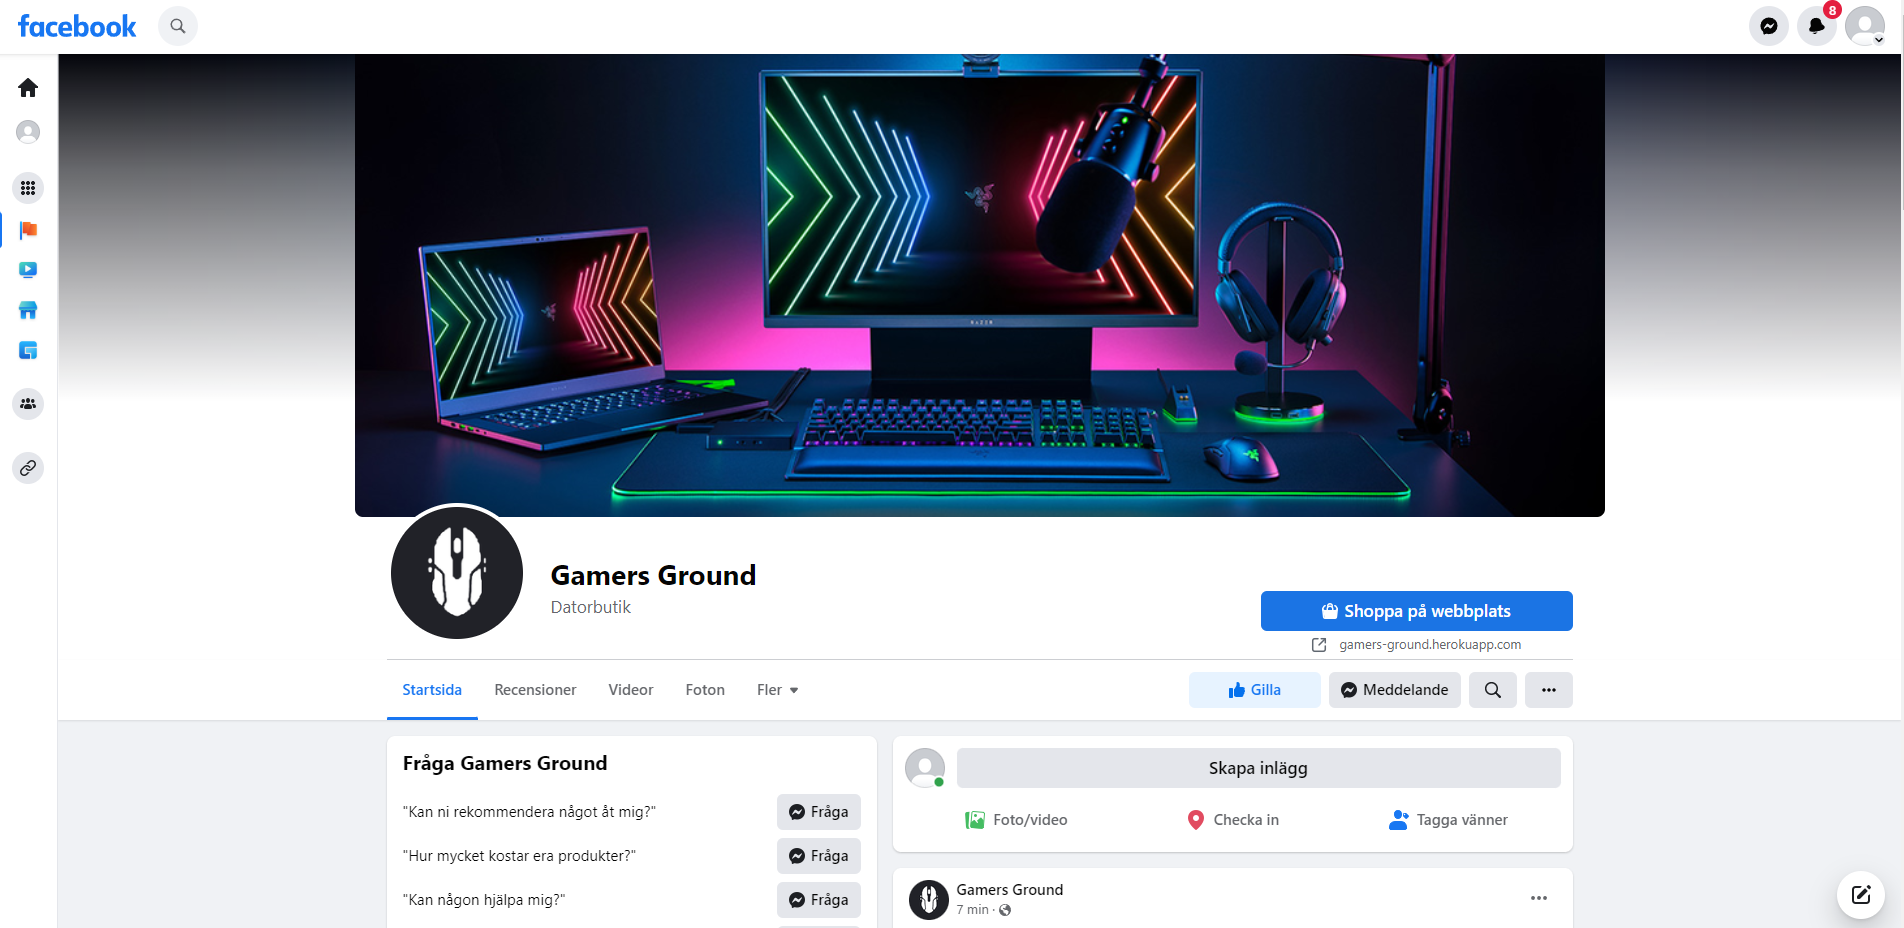 facebook
8
RAZER
Gamers Ground
Datorbutik
Shoppa på webbplats
gamers-ground.herokuapp.com
Startsida
Recensioner
Videor
Foton
Fler
Gilla
Meddelande
Fråga Gamers Ground
"Kan ni rekommendera något åt mig?"
Fråga
"Hur mycket kostar era produkter?"
Fråga
"Kan någon hjälpa mig?"
Fråga
Skapa inlägg
Foto/video
Checka in
Tagga vänner
Gamers Ground
7 min ·